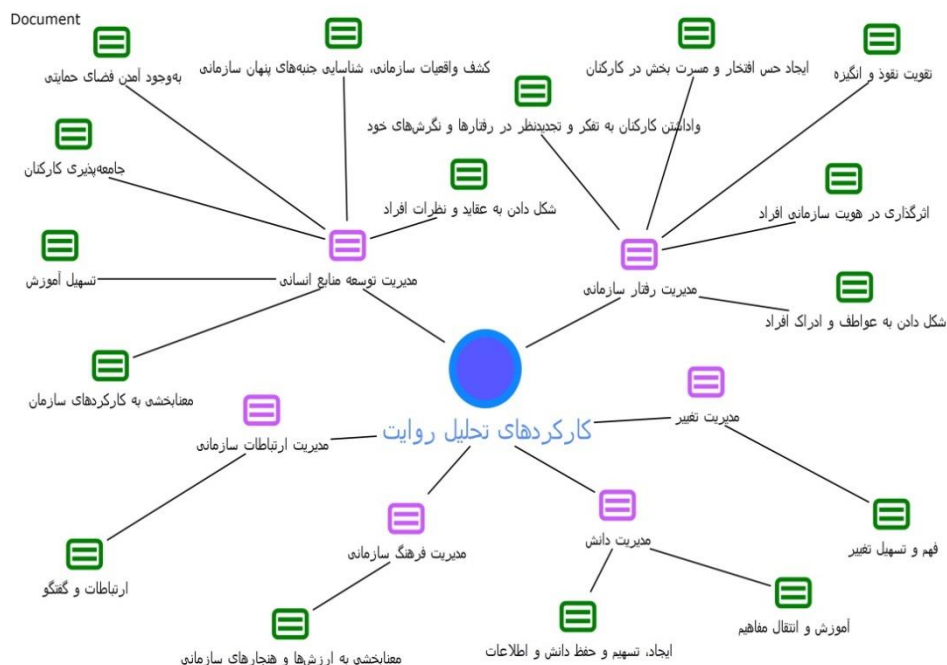 Document
تقویت نفوذ و انگیزه
ایجاد حس افتخار و مسرت بخش در کارکنان
کشف واقعیات سازمانی، شناسایی جنبه‌های پنهان سازمانی
به‌وجود آمدن فضای حمایتی
واداشتن کارکنان به تفکر و تجدیدنظر در رفتارها و نگرش‌های خود
جامعه‌پذیری کارکنان
اثرگذاری در هویت سازمانی افراد
شکل دادن به عقاید و نظرات افراد
مدیریت رفتار سازمانی
مدیریت توسعه منابع انسانی
تسهیل آموزش
شکل دادن به عواطف و ادراک افراد
معنابخشی به کارکردهای سازمان
مدیریت تغییر
کارکردهای تحلیل روایت
مدیریت ارتباطات سازمانی
مدیریت دانش
مدیریت فرهنگ سازمانی
فهم و تسهیل تغییر
ارتباطات و گفتگو
آموزش و انتقال مفاهیم
ایجاد، تسهیم و حفظ دانش و اطلاعات
معنابخشی به ارزش‌ها و هنجارهای سازمانی